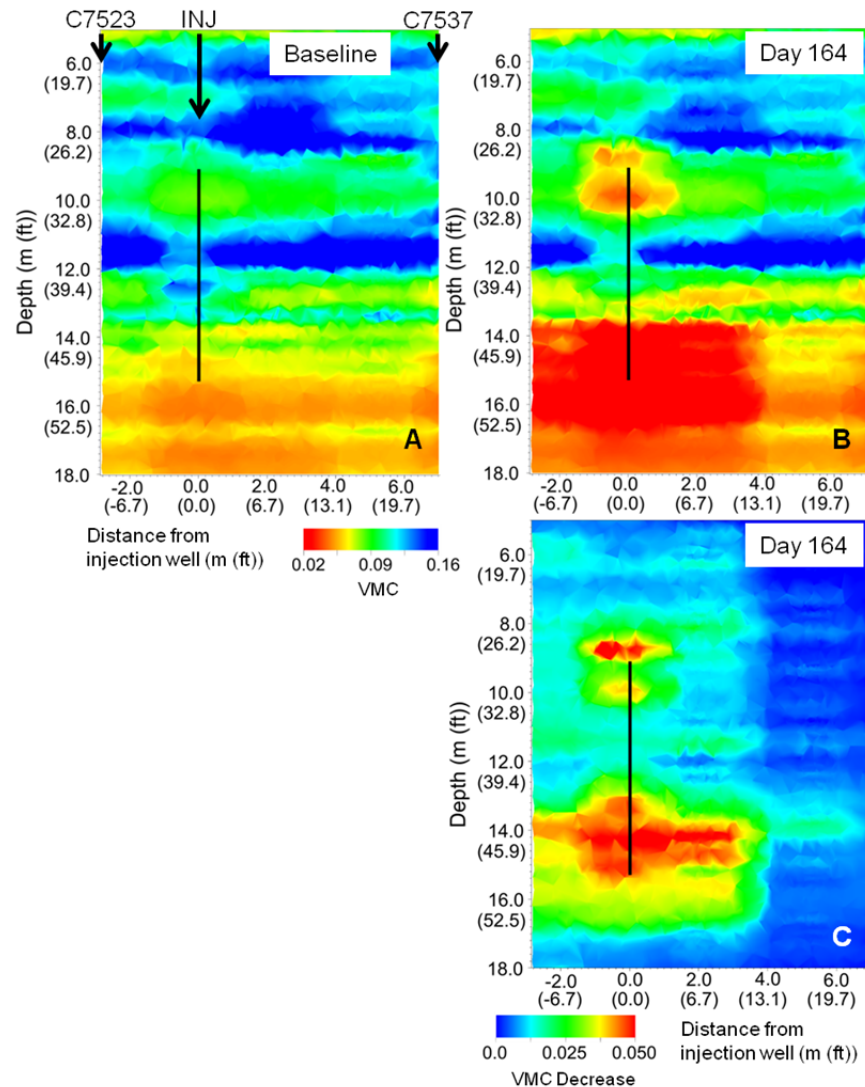 C7523 INJ C7537
Baseline
Depth (m (ft))
6.0
(19.7)
8.0
(26.2)
10.0
(32.8)
12.0
(39.4)
14.0
(45.9)
16.0
(52.5)
18.0
A
-2.0 0.0 2.0 4.0 6.0
(-6.7) (0.0) (6.7) (13.1) (19.7)
Distance from
injection well (m (ft))
0.02 0.09 0.16
VMC
Day 164
Depth (m (ft))
6.0
(19.7)
8.0
(26.2)
10.0
(32.8)
12.0
(39.4)
14.0
(45.9)
16.0
(52.5)
18.0
B
-2.0 0.0 2.0 4.0 6.0
(-6.7) (0.0) (6.7) (13.1) (19.7)
Day 164
Depth (m (ft))
6.0
(19.7)
8.0
(26.2)
10.0
(32.8)
12.0
(39.4)
14.0
(45.9)
16.0
(52.5)
18.0
C
-2.0 0.0 2.0 4.0 6.0
(-6.7) (0.0) (6.7) (13.1) (19.7)
0.0 0.025 0.050
VMC Decrease
Distance from
injection well (m (ft))